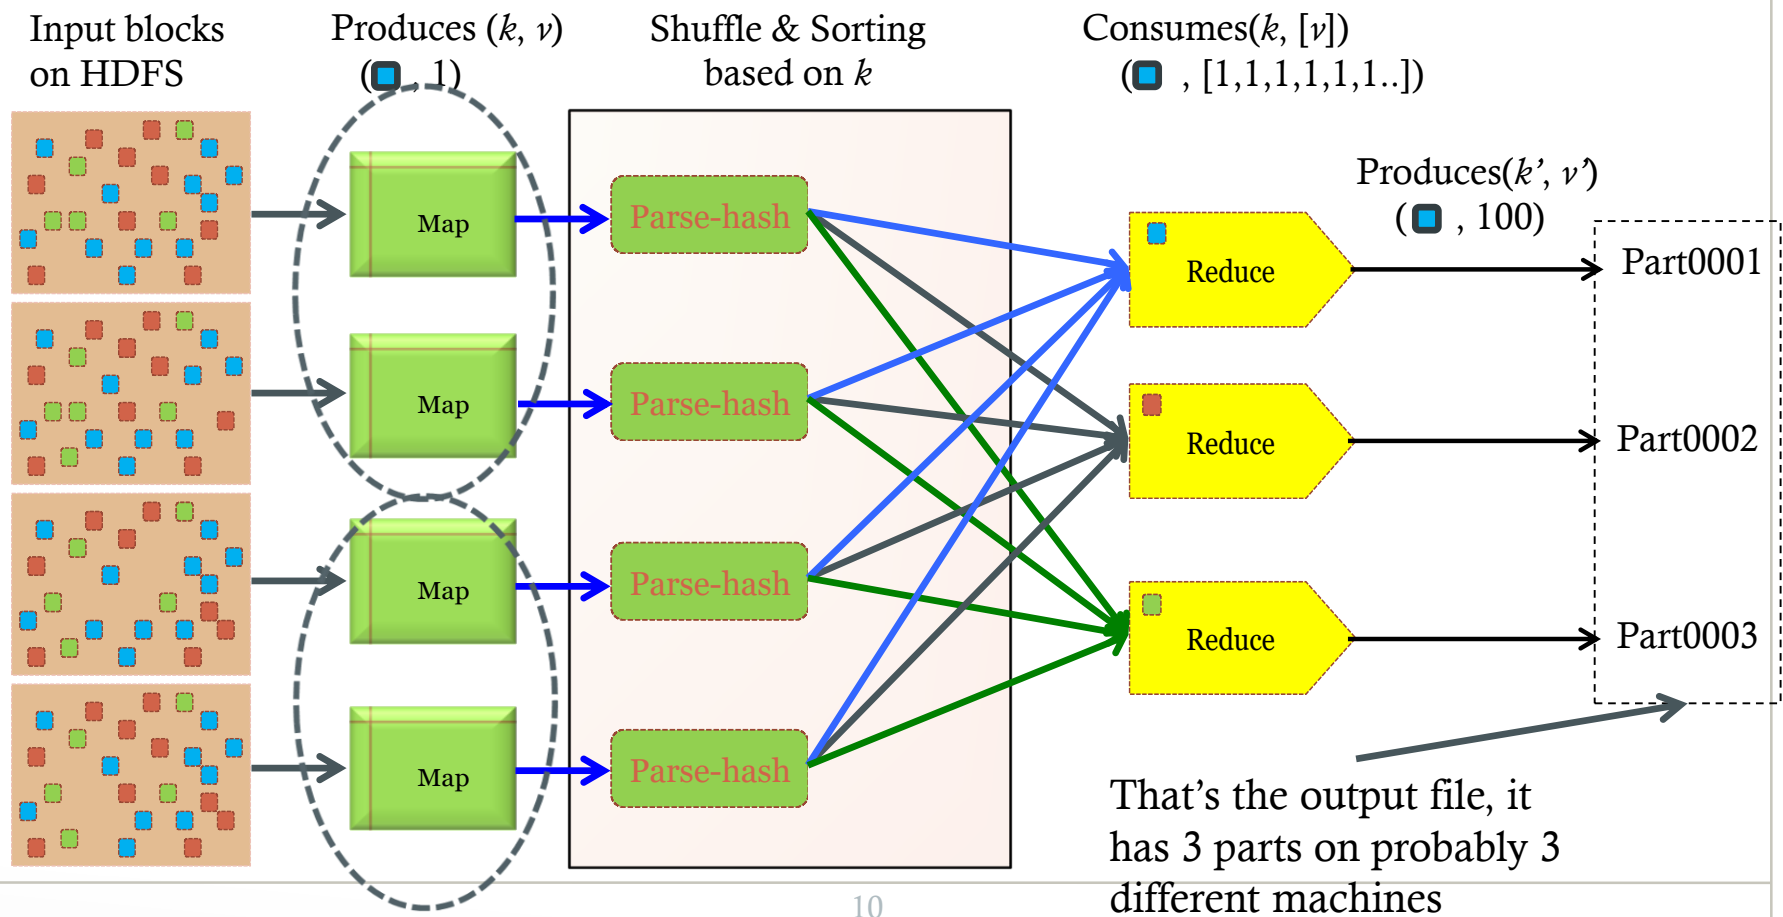 Input blocks
on HDFS
Produces (k, v)
( , 1)
Shuffle & Sorting
based on k
Consumes(k, [v])
( , [1,1,1,1,1,1..])
Map
Map
Map
Map
Parse-hash
Parse-hash
Parse-hash
Parse-hash
Reduce
Reduce
Reduce
Produces(k’, v’)
( , 100)
Part0001
Part0002
Part0003
That’s the output file, it
has 3 parts on probably 3
different machines
10